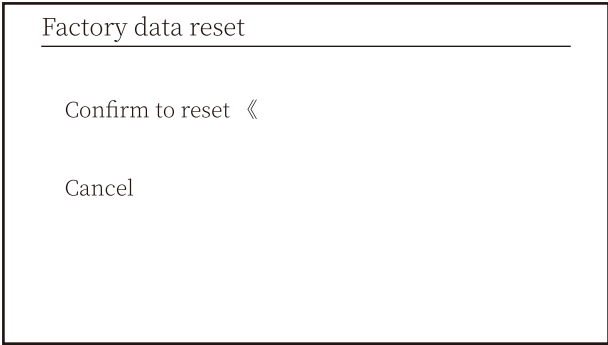 Factory data reset
Confirm to reset 《
Cancel